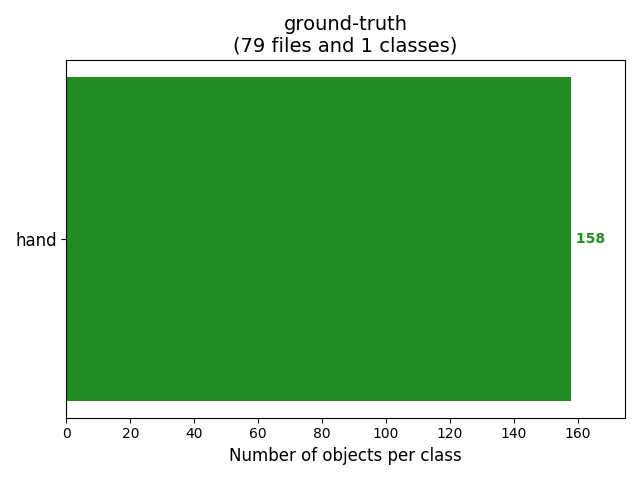 ground-truth
(79 files and 1 classes)
hand
158
0 20 40 60 80 100 120 140 160
Number of objects per class